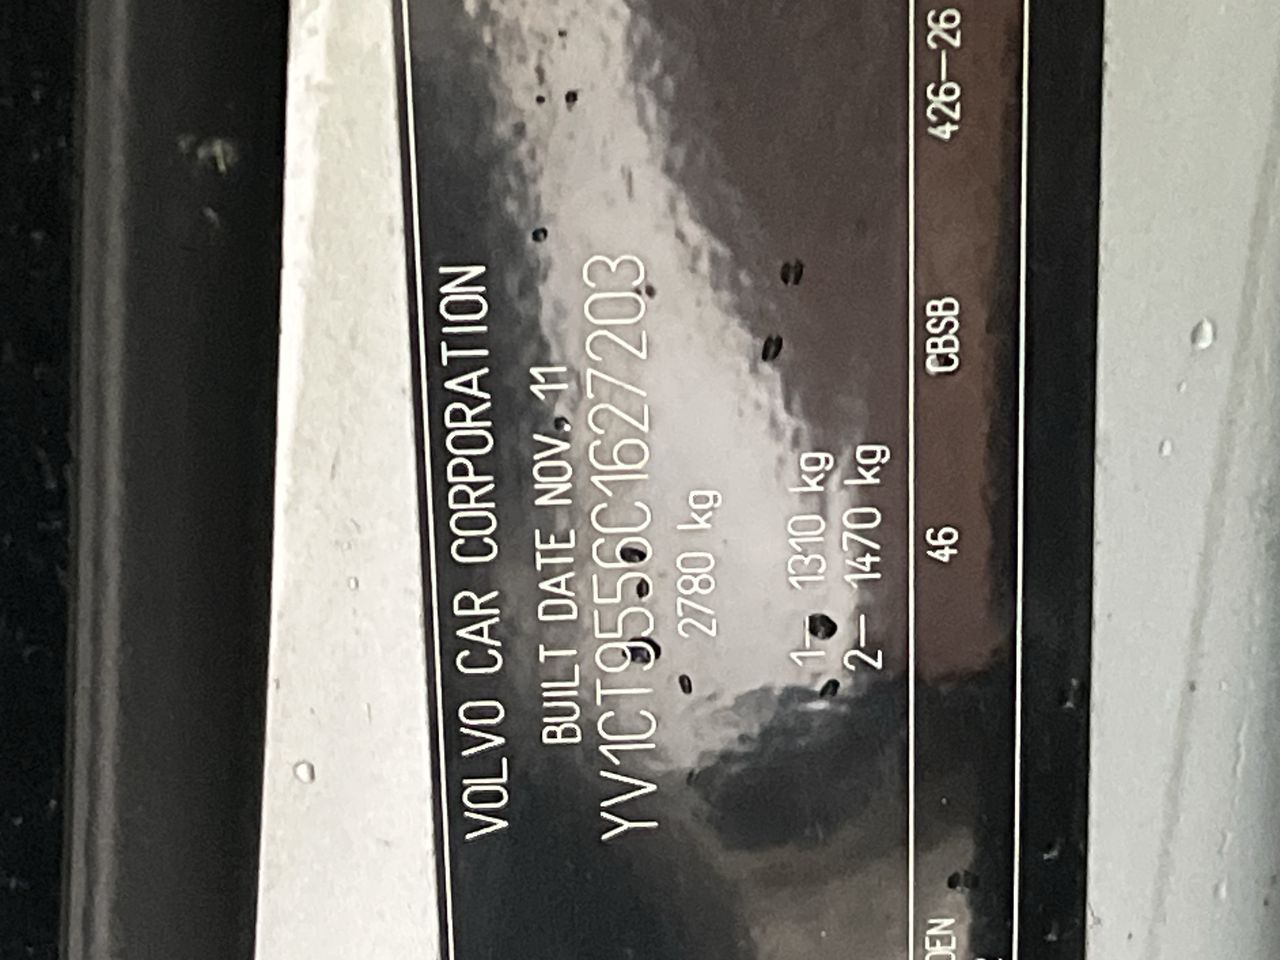 VOLVO CAR CORPORATION
BUILT DATE NOV. 11
YV1CT9556C1627203
2780 kg
1– 1310 kg
2– 1470 kg
46 CBSB 426–26